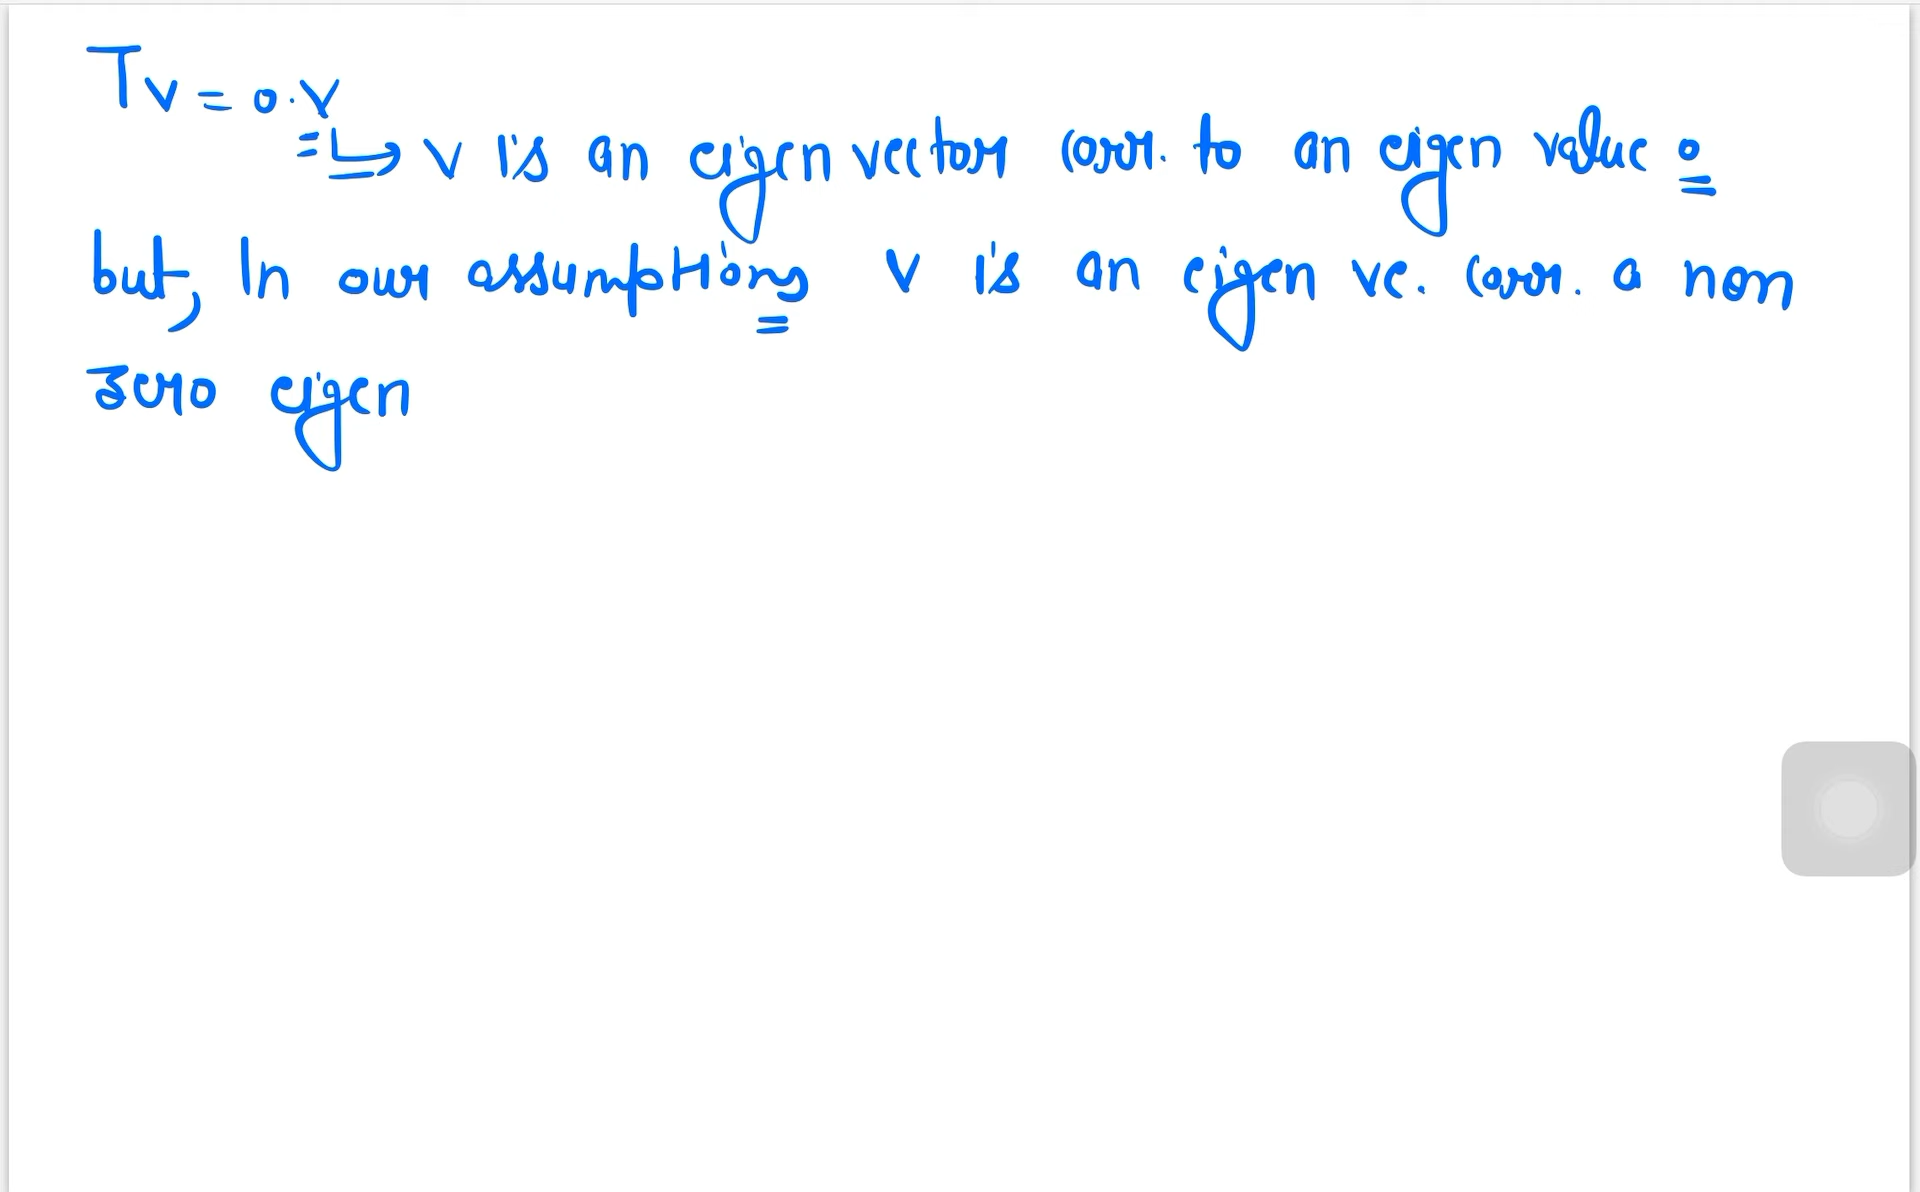 Tv = 0.v
= ↳ v is an eigen vector corr. to an eigen value 0
but, In our assumptions v is an eigen ve. corr. a non
zero eigen